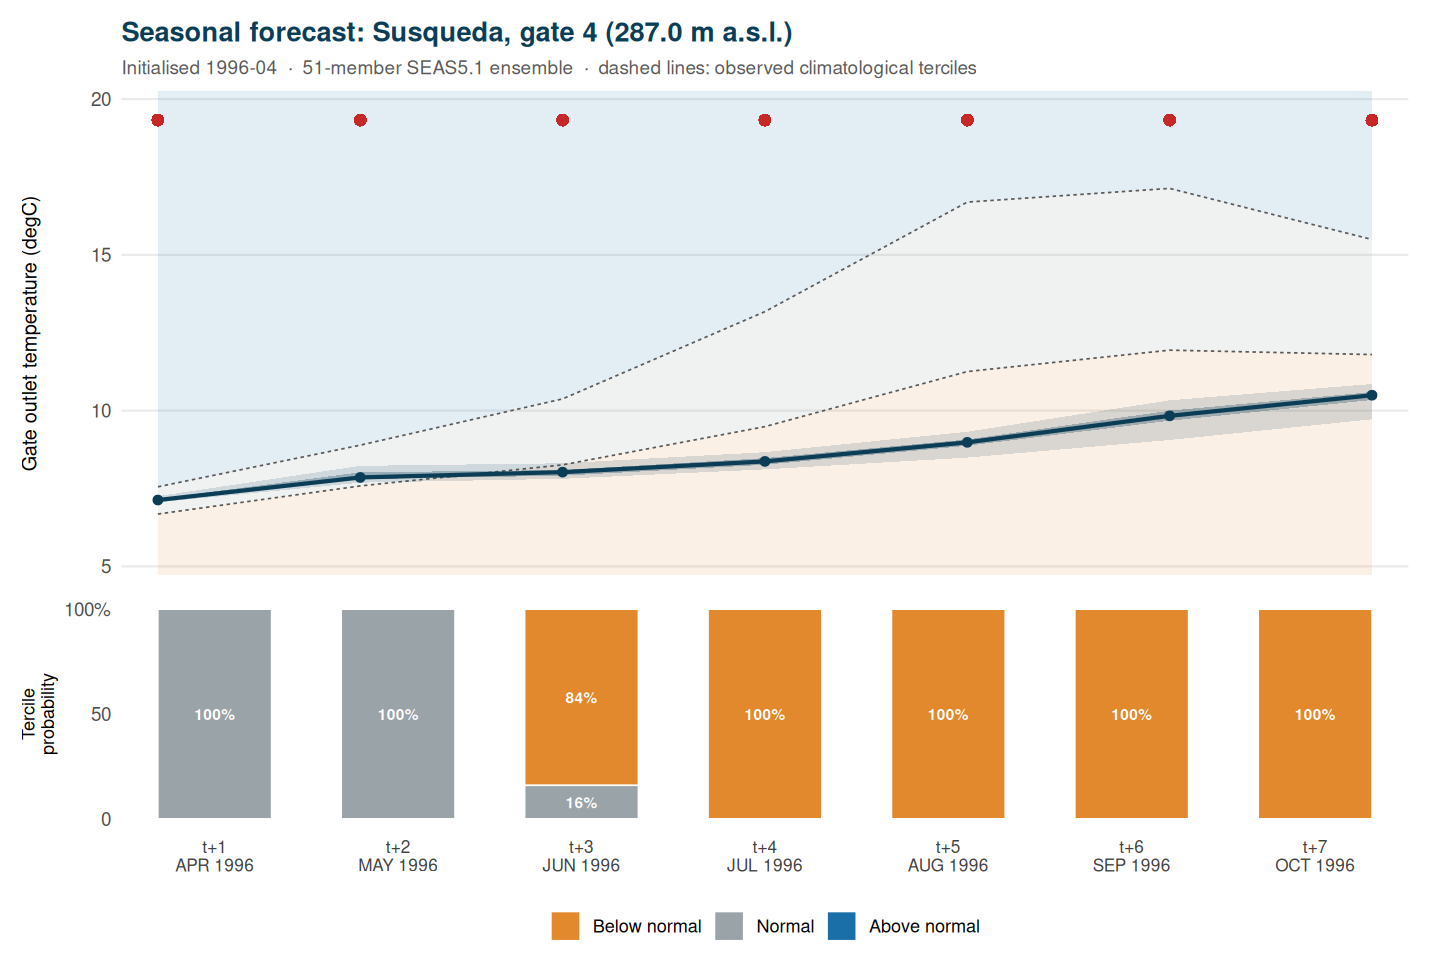 Seasonal forecast: Susqueda, gate 4 (287.0 m a.s.l.)
Initialised 1996-04 · 51-member SEAS5.1 ensemble · dashed lines: observed climatological terciles
Gate outlet temperature (degC)
20
15
10
5
Tercile
probability
100%
50
0
100%
100%
84%
16%
100%
100%
100%
100%
t+1
APR 1996
t+2
MAY 1996
t+3
JUN 1996
t+4
JUL 1996
t+5
AUG 1996
t+6
SEP 1996
t+7
OCT 1996
Below normal
Normal
Above normal